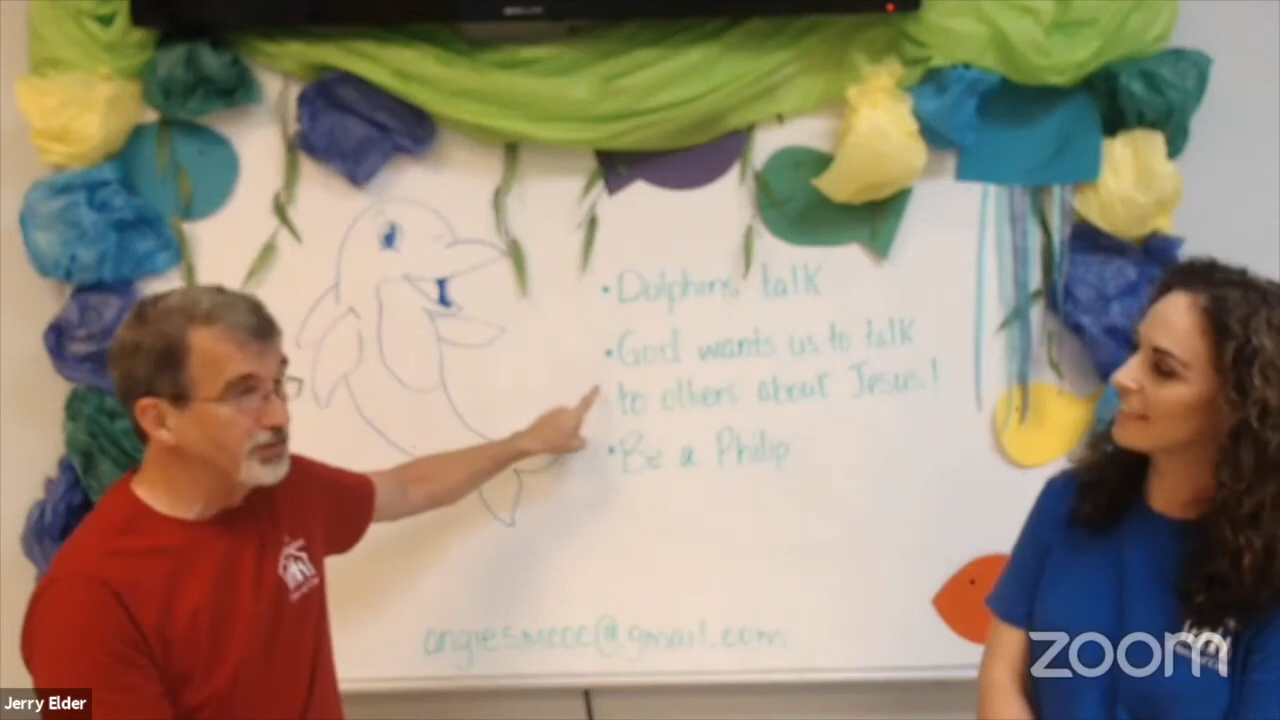 • Dolphins talk
• God wants us to talk
to others about Jesus!
• Be a Philip
zoom
Jerry Elder